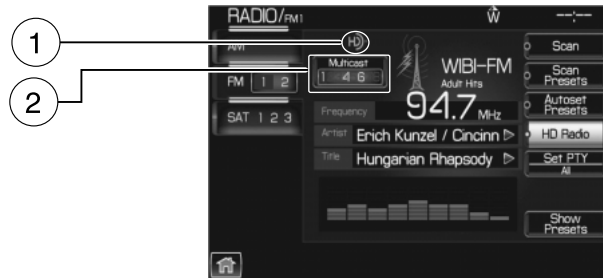 RADIO/FM1
W
--:--
1
HD
AM
Scan
Multicast
1 4 6
WIBI-FM
Adult Hits
Scan
Presets
2
FM 1 2
94.7 MHz
Frequency
Autoset
Presets
SAT 1 2 3
Artist Erich Kunzel / Cincinn
HD Radio
Title Hungarian Rhapsody
Set PTY
All
Show
Presets